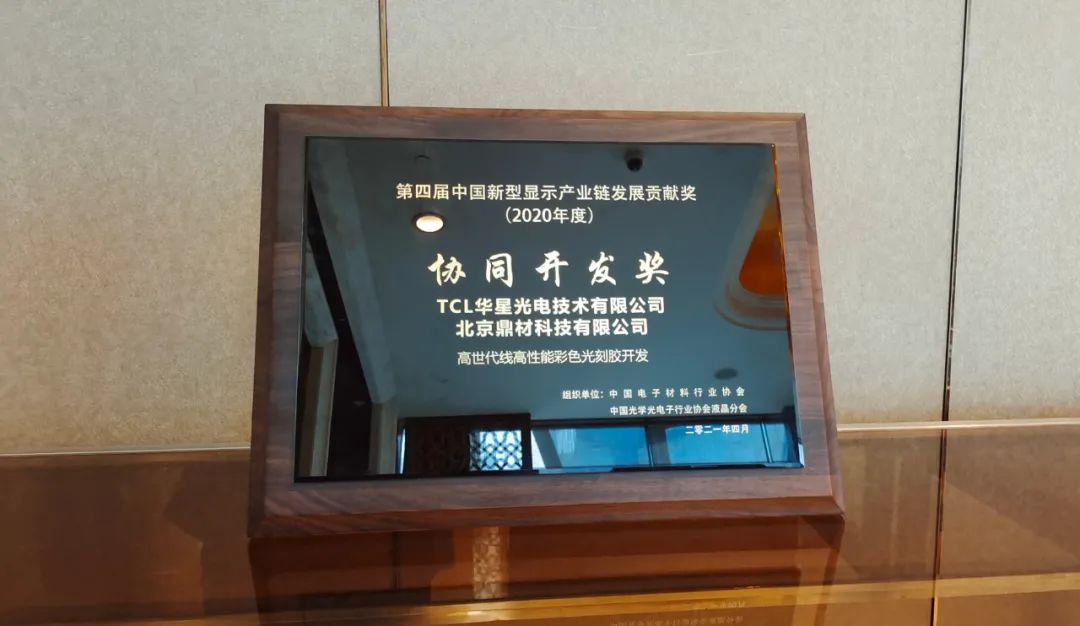 第四届中国新型显示产业链发展贡献奖
（2020年度）
协同开发奖
TCL华星光电技术有限公司
北京鼎材科技有限公司
高世代线高性能彩色光刻胶开发
组织单位：中国电子材料行业协会
中国光学光电子行业协会液晶分会
二零二一年四月